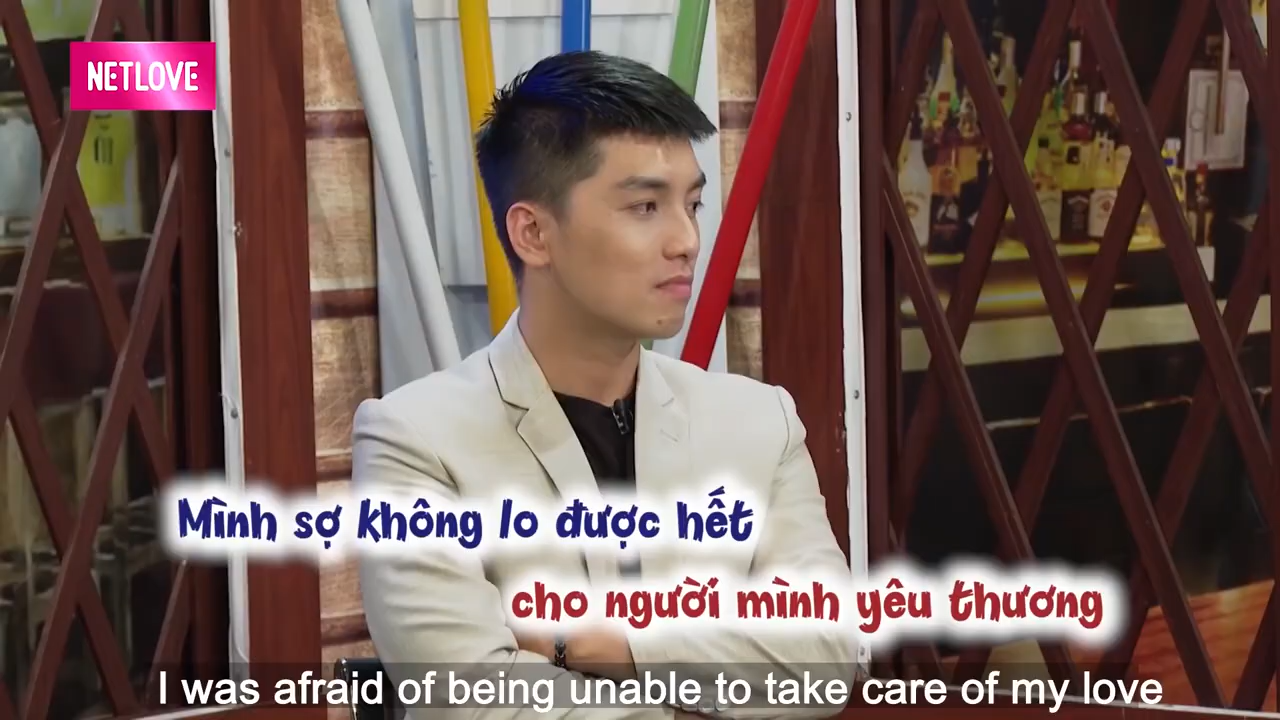 NETLOVE
Mình sợ không lo được hết
cho người mình yêu thương
I was afraid of being unable to take care of my love